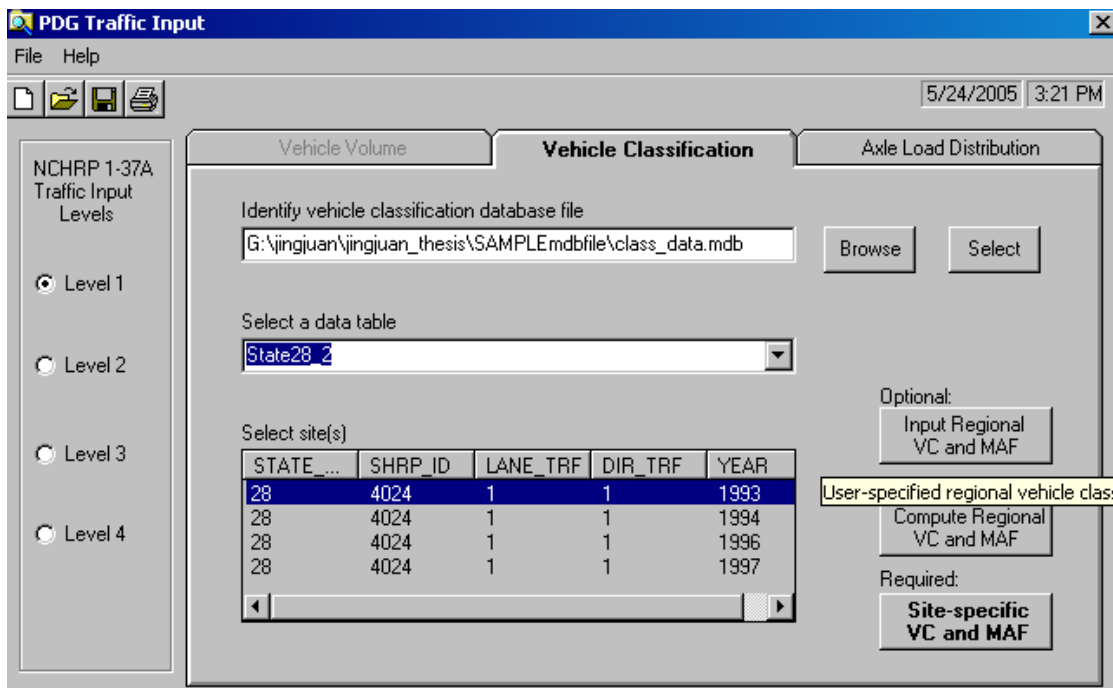 PDG Traffic Input
File Help
5/24/2005 3:21 PM
NCHRP 1-37A
Traffic Input
Levels
Level 1
Level 2
Level 3
Level 4
Vehicle Volume
Vehicle Classification
Axle Load Distribution
Identify vehicle classification database file
G:\jingjuan\jingjuan_thesis\SAMPLEmdbfile\class_data.mdb
Browse
Select
Select a data table
State28_2
Select site(s)
STATE_... SHRP_ID LANE_TRF DIR_TRF YEAR
28 4024 1 1 1993
28 4024 1 1 1994
28 4024 1 1 1996
28 4024 1 1 1997
Optional:
Input Regional
VC and MAF
User-specified regional vehicle clas
Compute Regional
VC and MAF
Required:
Site-specific
VC and MAF